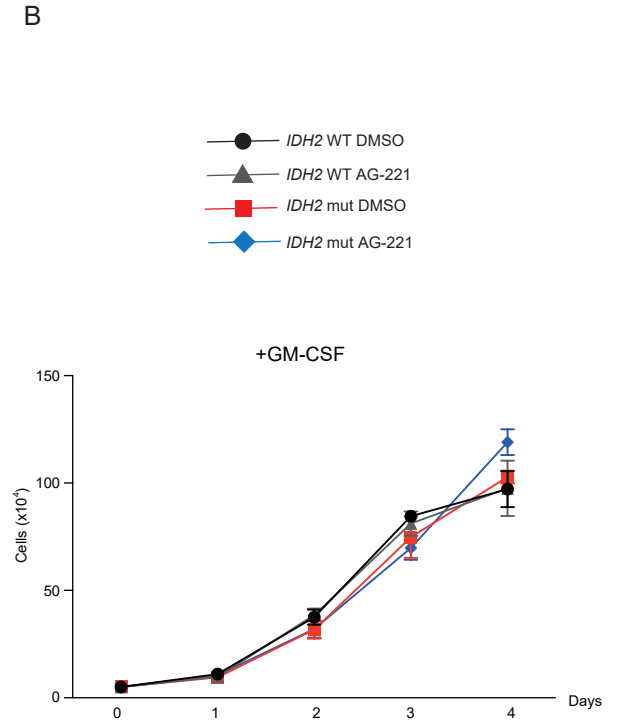 B
IDH2 WT DMSO
IDH2 WT AG-221
IDH2 mut DMSO
IDH2 mut AG-221
+GM-CSF
150
100
50
0
Cells (x10⁴)
0 1 2 3 4 Days